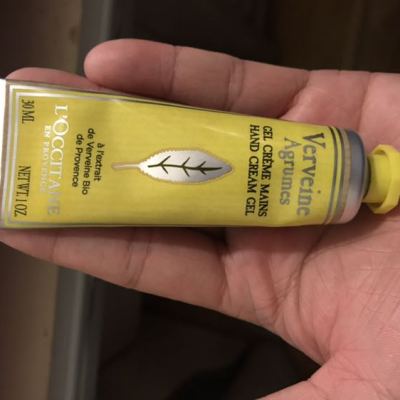 Verveine
Agrumes
GEL CRÈME MAINS
HAND CREAM GEL
à l'extrait
de Verveine Bio
de Provence
L'OCCITANE
EN PROVENCE
30 ML NET WT. 1 OZ.